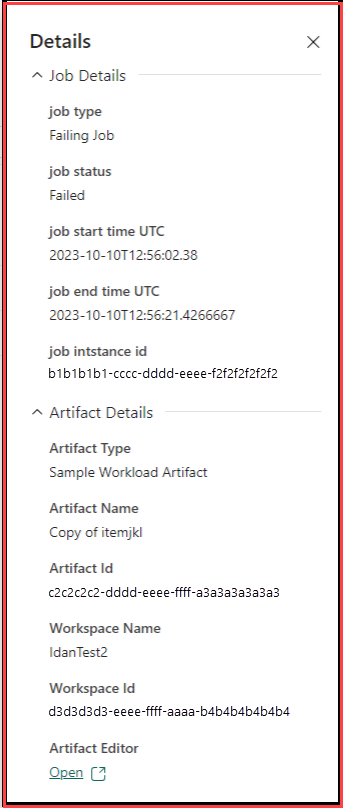 Details
Job Details
job type
Failing Job
job status
Failed
job start time UTC
2023-10-10T12:56:02.38
job end time UTC
2023-10-10T12:56:21.4266667
job intstance id
b1b1b1b1-cccc-dddd-eeee-f2f2f2f2f2f2
Artifact Details
Artifact Type
Sample Workload Artifact
Artifact Name
Copy of itemjkl
Artifact Id
c2c2c2c2-dddd-eeee-ffff-a3a3a3a3a3a3
Workspace Name
IdanTest2
Workspace Id
d3d3d3d3-eeee-ffff-aaaa-b4b4b4b4b4b4
Artifact Editor
Open